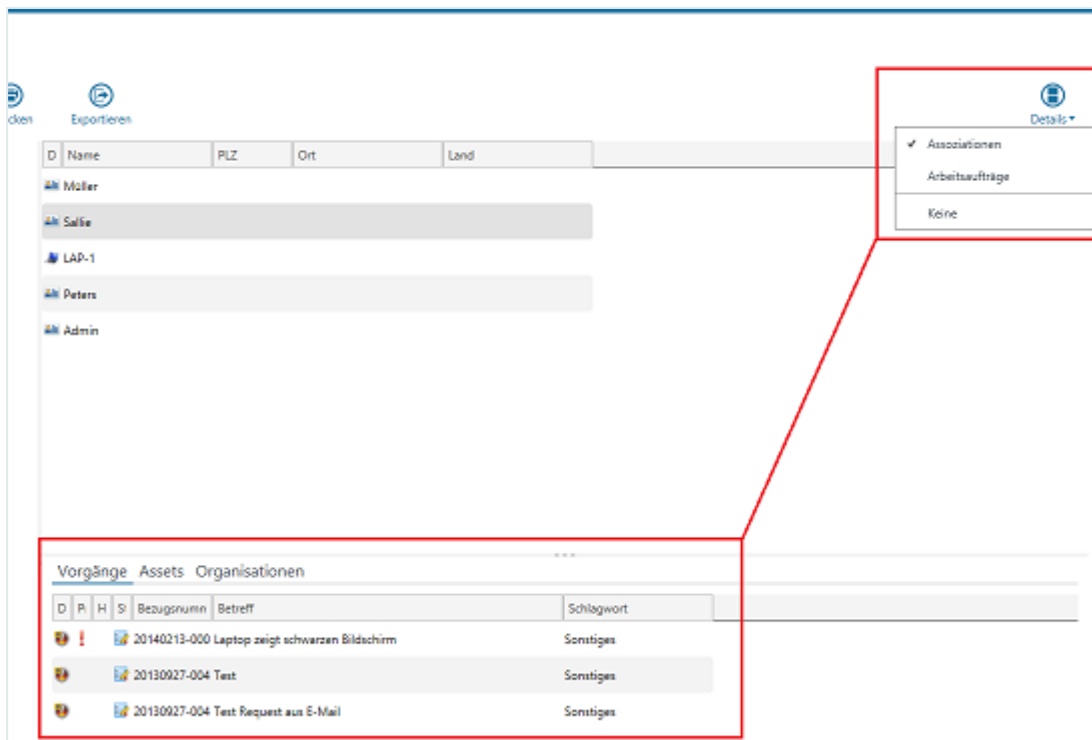 cken Exportieren Details
D Name PLZ Ort Land
✔ Assoziationen
Arbeitsaufträge
Keine
Müller
Sallie
LAP-1
Peters
Admin
Vorgänge Assets Organisationen
D H Bezugsnumn Betreff Schlagwort
20140213-000 Laptop zeigt schwarzen Bildschirm Sonstiges
20130927-004 Test Sonstiges
20130927-004 Test Request aus E-Mail Sonstiges